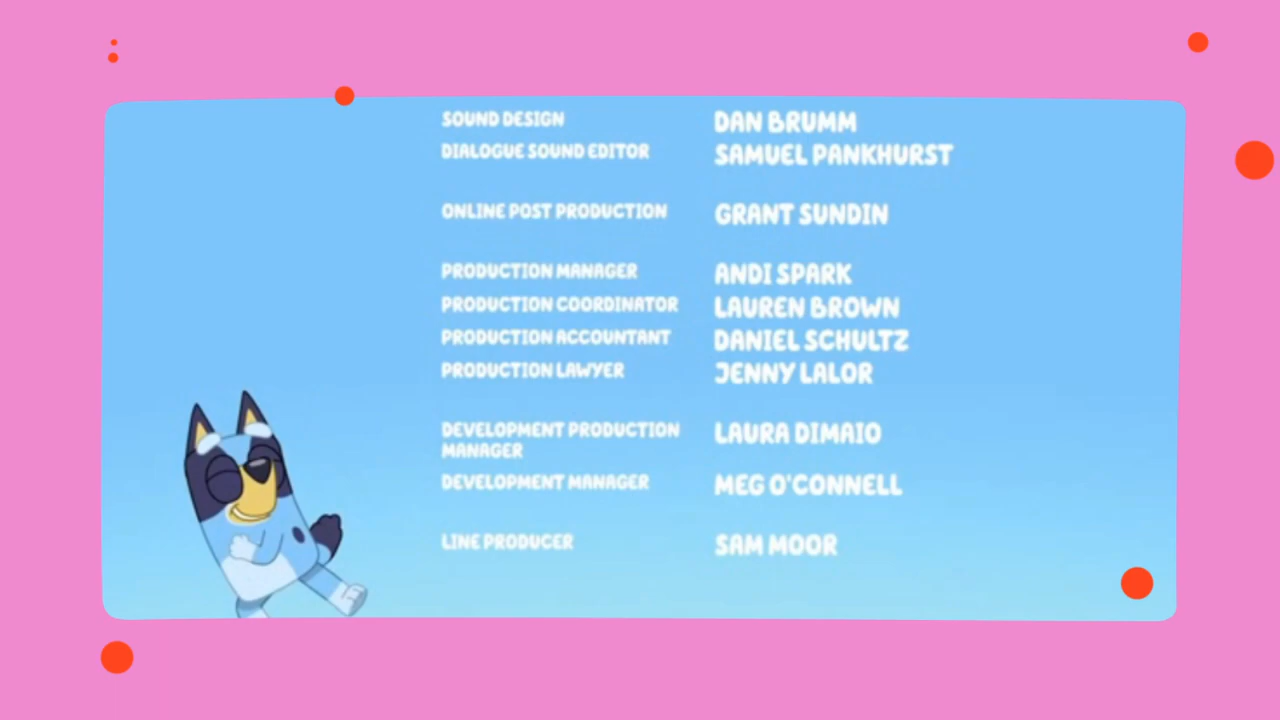 SOUND DESIGN DAN BRUMM
DIALOGUE SOUND EDITOR SAMUEL PANKHURST
ONLINE POST PRODUCTION GRANT SUNDIN
PRODUCTION MANAGER ANDI SPARK
PRODUCTION COORDINATOR LAUREN BROWN
PRODUCTION ACCOUNTANT DANIEL SCHULTZ
PRODUCTION LAWYER JENNY LALOR
DEVELOPMENT PRODUCTION LAURA DIMAIO
MANAGER
DEVELOPMENT MANAGER MEG O'CONNELL
LINE PRODUCER SAM MOOR